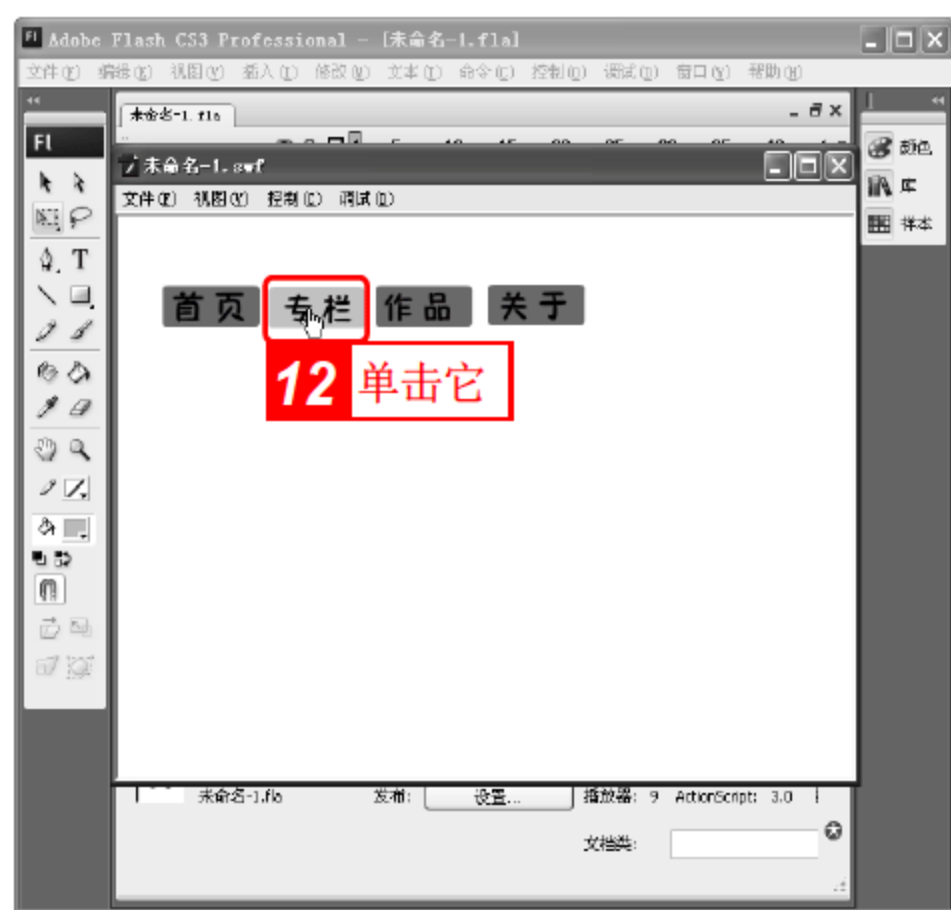 Fl Adobe Flash CS3 Professional - [未命名-1.fla]
文件(F) 编辑(E) 视图(V) 插入(I) 修改(M) 文本(T) 命令(C) 控制(O) 调试(D) 窗口(W) 帮助(H)
未命名-1.fla
Fl
颜色
库
样本
未命名-1.swf
文件(F) 视图(V) 控制(C) 调试(D)
首页 专栏 作品 关于
12 单击它
T
未命名-1.fla 发布: 设置... 播放器: 9 ActionScript: 3.0
文档类: